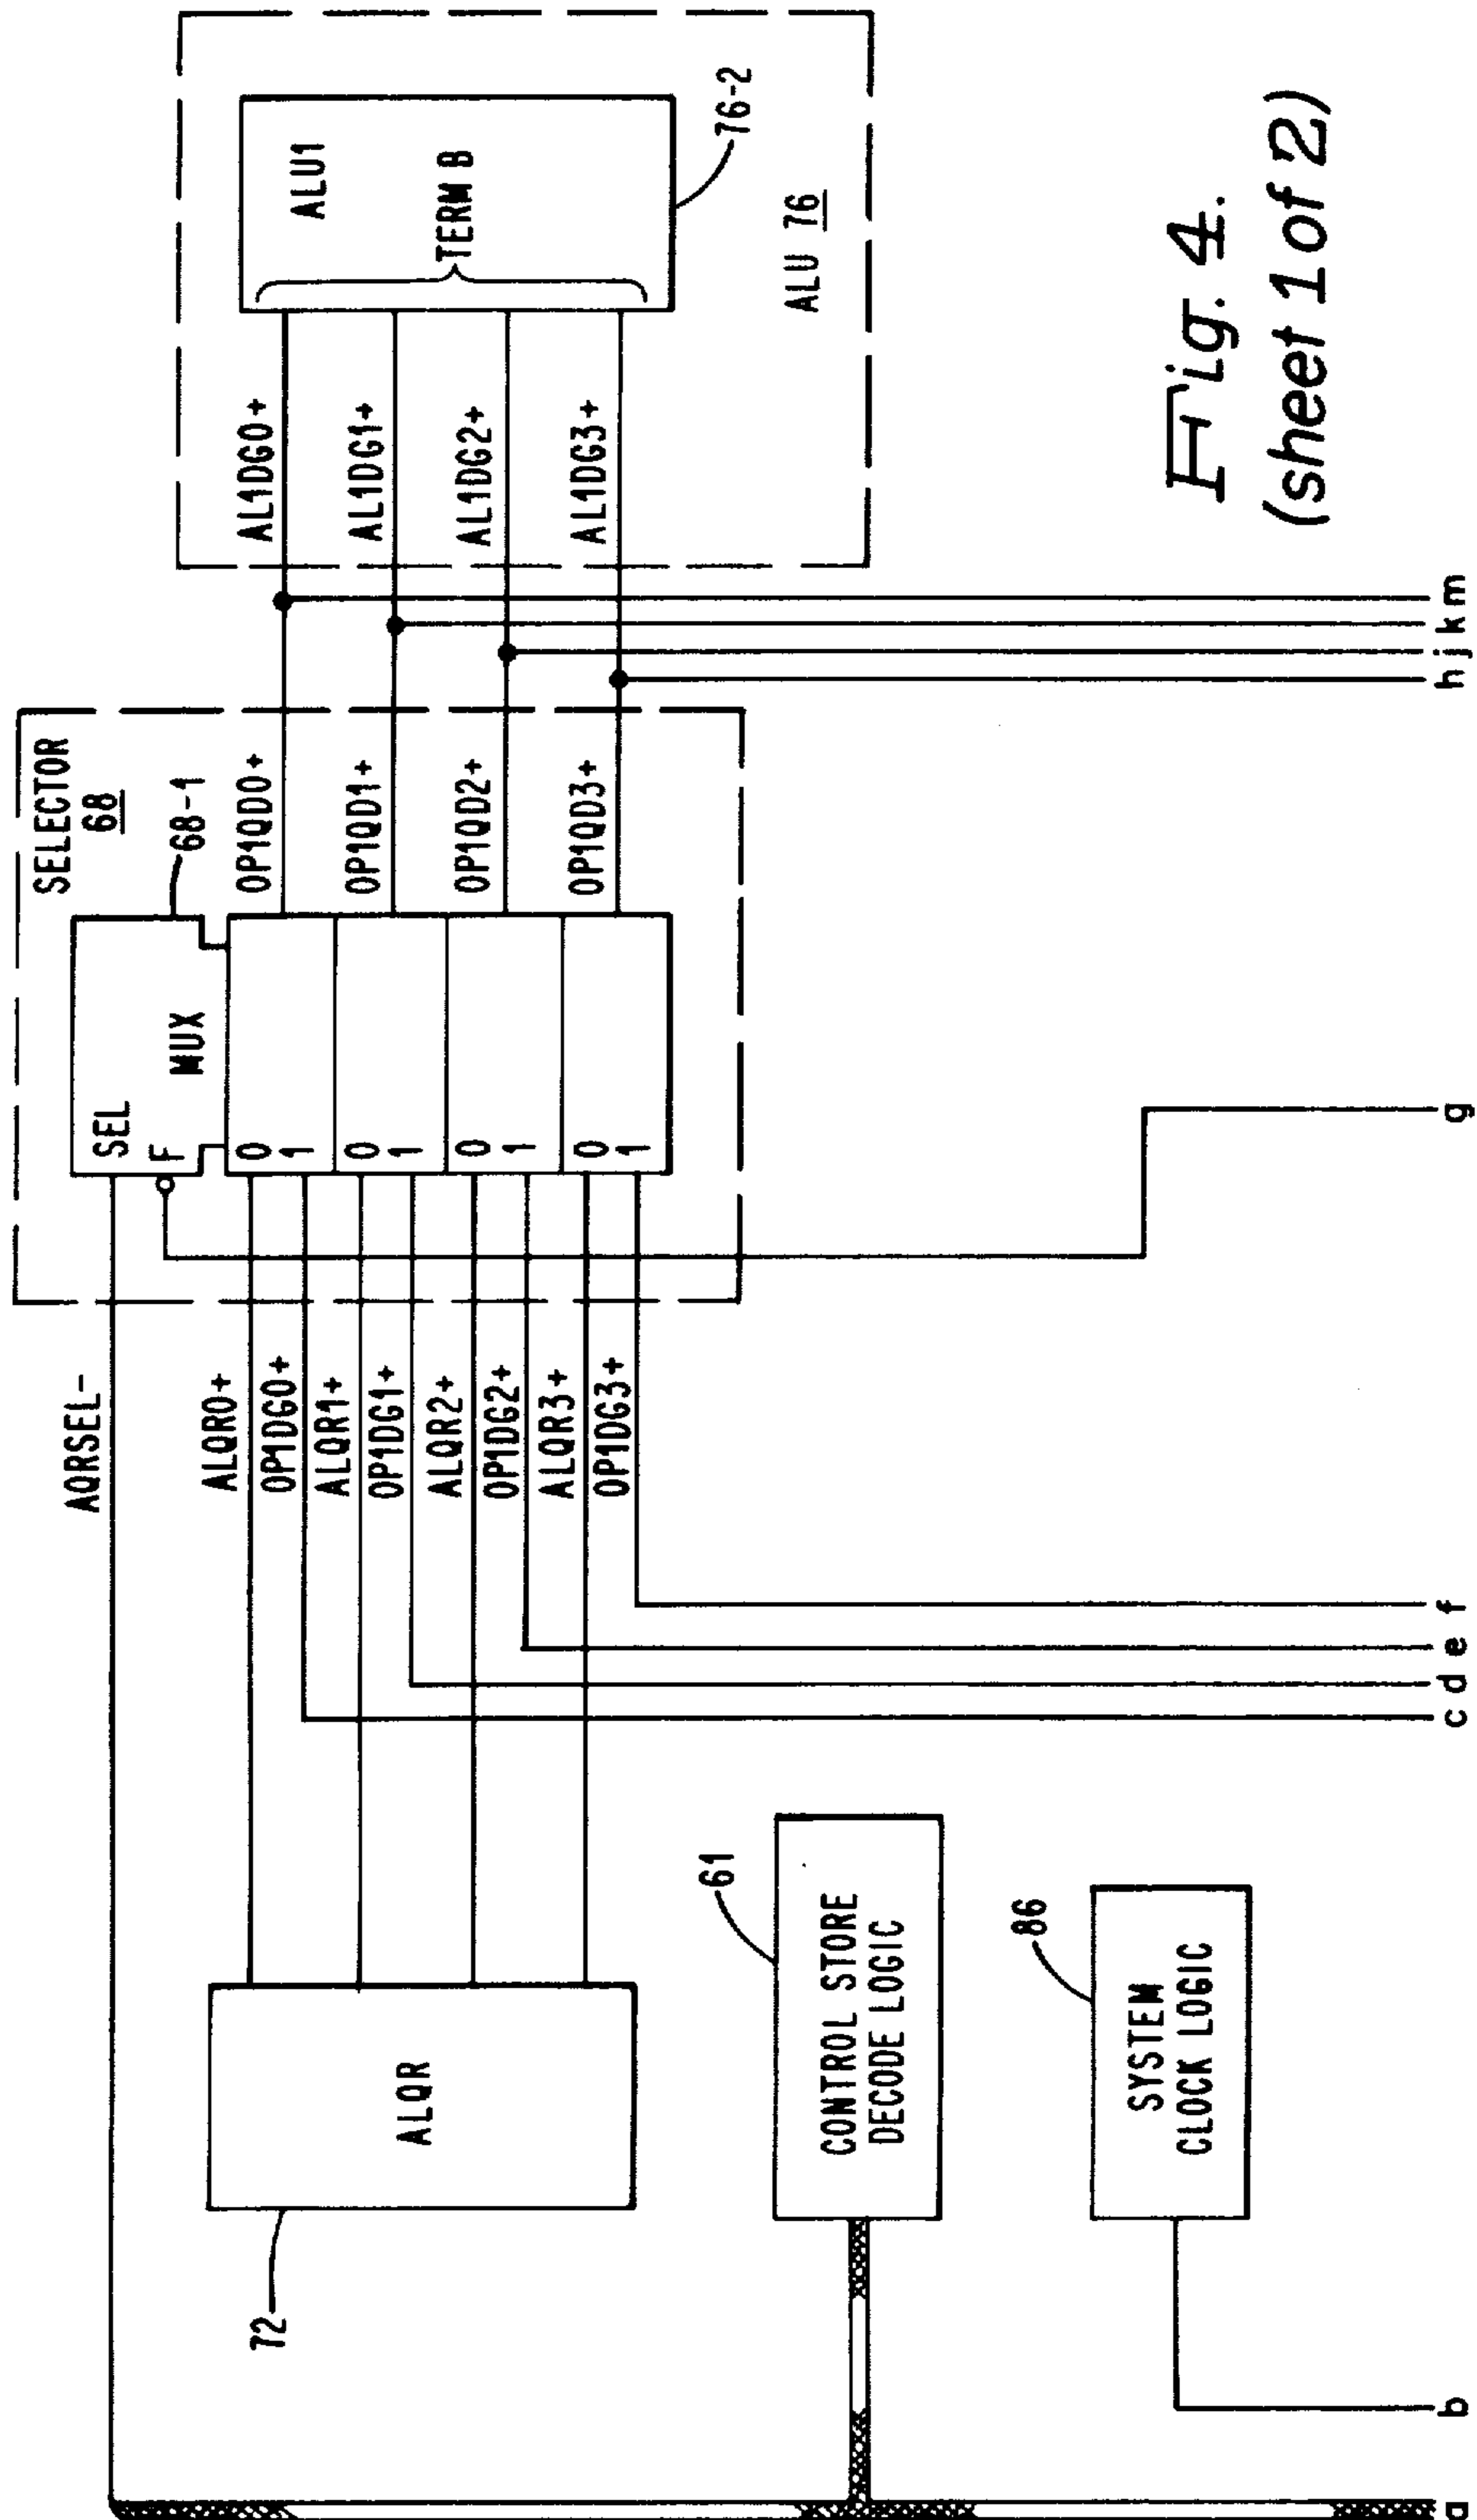 AQRSEL-
72
ALQR
ALQR0+
OP1DG0+
ALQR1+
OP1DG1+
ALQR2+
OP1DG2+
ALQR3+
OP1DG3+
SELECTOR
68
68-1
SEL
F
MUX
0
1
0
1
0
1
0
1
OP1QD0+
OP1QD1+
OP1QD2+
OP1QD3+
AL1DG0+
AL1DG1+
AL1DG2+
AL1DG3+
ALU1
TERM B
76-2
ALU 76
61
CONTROL STORE
DECODE LOGIC
86
SYSTEM
CLOCK LOGIC
a b c d e f g h j k m
Fig. 4.
(sheet 1 of 2)